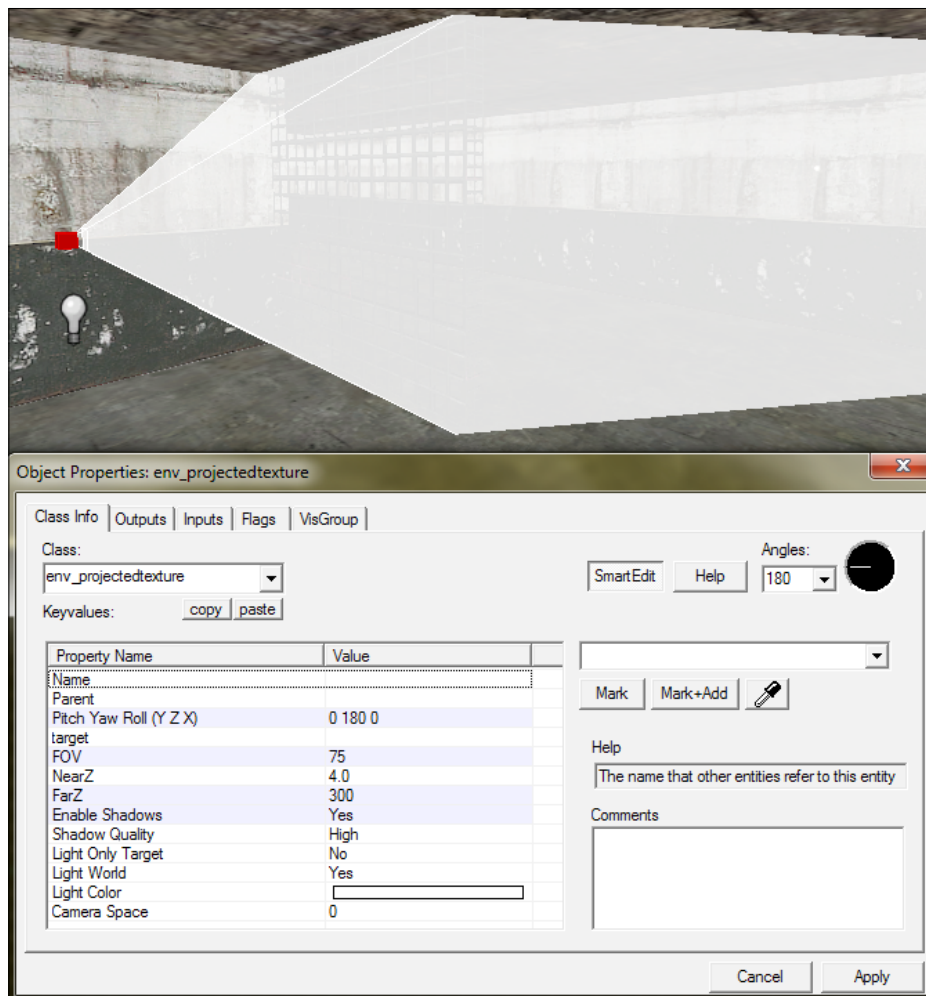 Object Properties: env_projectedtexture
Class Info Outputs Inputs Flags VisGroup
Class:
env_projectedtexture
SmartEdit
Help
Angles:
180
Keyvalues:
copy paste
Property Name Value
Name
Parent
Pitch Yaw Roll (Y Z X) 0 180 0
target
FOV 75
NearZ 4.0
FarZ 300
Enable Shadows Yes
Shadow Quality High
Light Only Target No
Light World Yes
Light Color
Camera Space 0
Mark Mark+Add
Help
The name that other entities refer to this entity
Comments
Cancel Apply